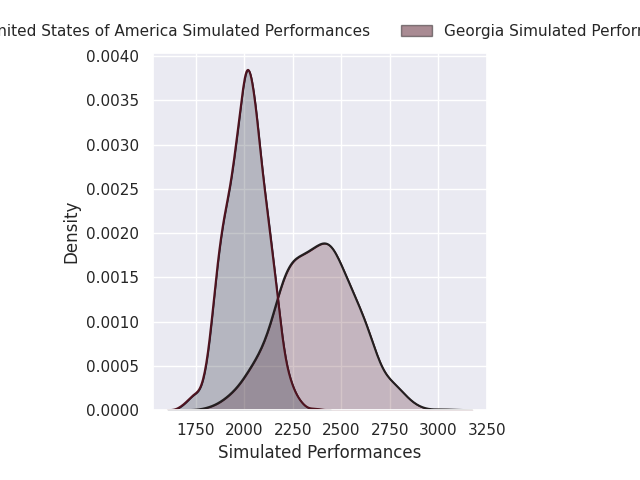 nited States of America Simulated Performances Georgia Simulated Perfor
0.0040
0.0035
0.0030
0.0025
0.0020
0.0015
0.0010
0.0005
0.0000
Density
1750 2000 2250 2500 2750 3000 3250
Simulated Performances